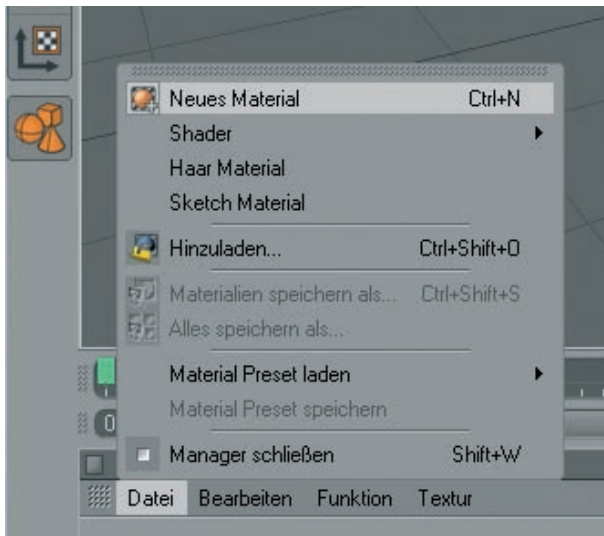 Neues Material Ctrl+N
Shader
Haar Material
Sketch Material
Hinzuladen... Ctrl+Shift+O
Materialien speichern als... Ctrl+Shift+S
Alles speichern als...
Material Preset laden
Material Preset speichern
0
Manager schließen Shift+W
Datei Bearbeiten Funktion Textur